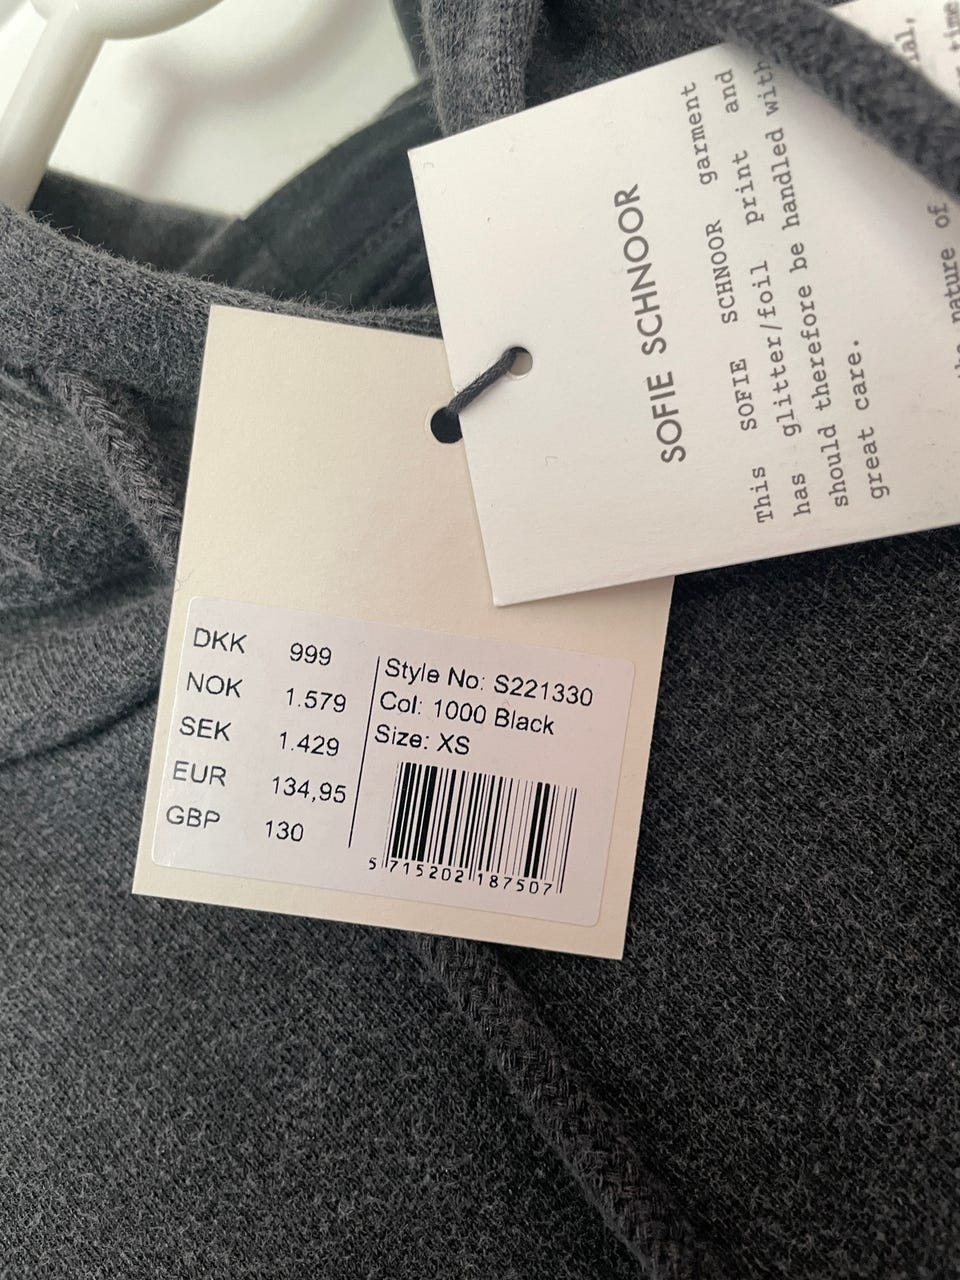 SOFIE SCHNOOR
This SOFIE SCHNOOR garment
has glitter/foil print and
should therefore be handled with
great care.
nature of
DKK 999
NOK 1.579
SEK 1.429
EUR 134,95
GBP 130
Style No: S221330
Col: 1000 Black
Size: XS
5 715202 187507